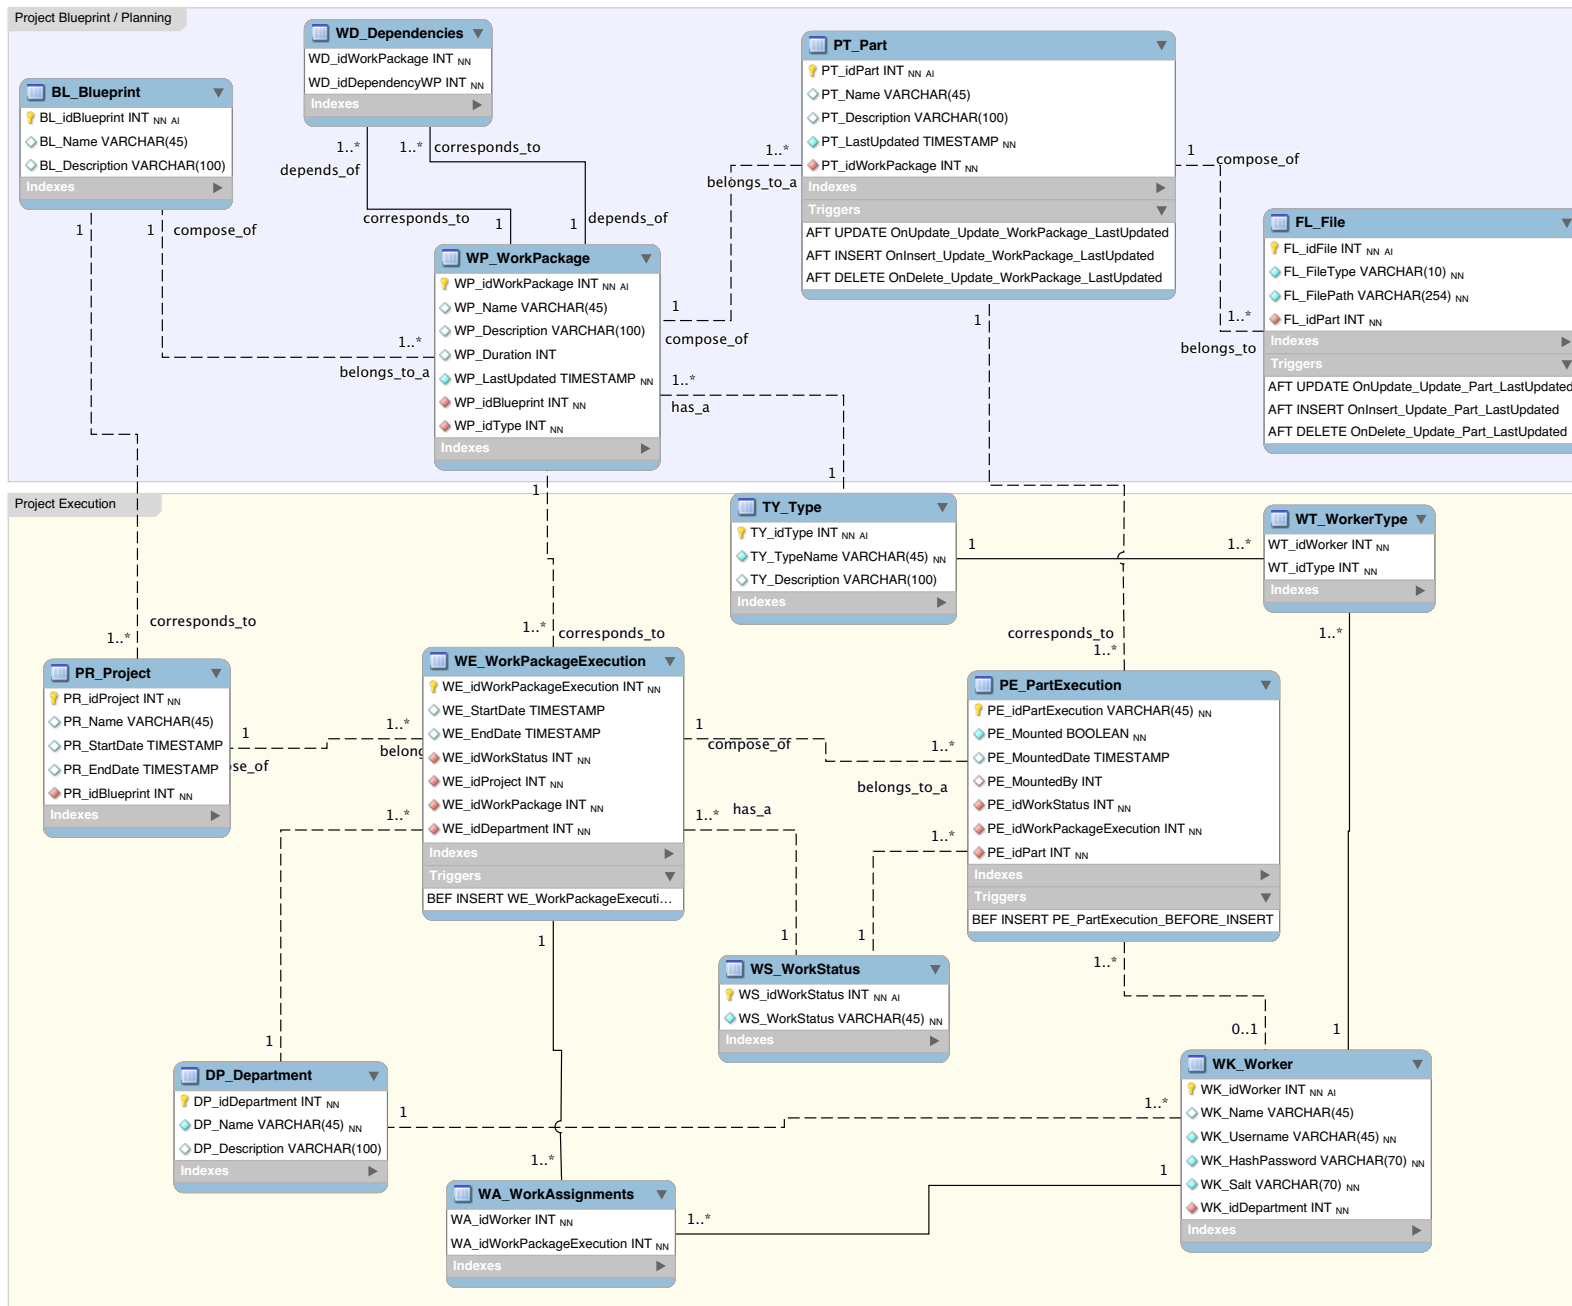 Project Blueprint / Planning
WD_Dependencies
WD_idWorkPackage INT NN
WD_idDependencyWP INT NN
Indexes
BL_Blueprint
BL_idBlueprint INT NN AI
BL_Name VARCHAR(45)
BL_Description VARCHAR(100)
Indexes
PT_Part
PT_idPart INT NN AI
PT_Name VARCHAR(45)
PT_Description VARCHAR(100)
PT_LastUpdated TIMESTAMP NN
PT_idWorkPackage INT NN
Indexes
Triggers
AFT UPDATE OnUpdate_Update_WorkPackage_LastUpdated
AFT INSERT OnInsert_Update_WorkPackage_LastUpdated
AFT DELETE OnDelete_Update_WorkPackage_LastUpdated
1..*
depends_of
1..*
corresponds_to
corresponds_to
1
1
depends_of
1..*
belongs_to_a
1
compose_of
1
1
compose_of
FL_File
FL_idFile INT NN AI
FL_FileType VARCHAR(10) NN
FL_FilePath VARCHAR(254) NN
FL_idPart INT NN
Indexes
Triggers
AFT UPDATE OnUpdate_Update_Part_LastUpdated
AFT INSERT OnInsert_Update_Part_LastUpdated
AFT DELETE OnDelete_Update_Part_LastUpdated
1..*
belongs_to
WP_WorkPackage
WP_idWorkPackage INT NN AI
WP_Name VARCHAR(45)
WP_Description VARCHAR(100)
WP_Duration INT
WP_LastUpdated TIMESTAMP NN
WP_idBlueprint INT NN
WP_idType INT NN
Indexes
1
compose_of
1..*
belongs_to_a
1..*
has_a
1
1
1
Project Execution
TY_Type
TY_idType INT NN AI
TY_TypeName VARCHAR(45) NN
TY_Description VARCHAR(100)
Indexes
1
1..*
WT_WorkerType
WT_idWorker INT NN
WT_idType INT NN
Indexes
1..*
corresponds_to
1..*
1..*
corresponds_to
corresponds_to
1..*
PR_Project
PR_idProject INT NN
PR_Name VARCHAR(45)
PR_StartDate TIMESTAMP
PR_EndDate TIMESTAMP
PR_idBlueprint INT NN
Indexes
1
ose_of
1..*
belong
WE_WorkPackageExecution
WE_idWorkPackageExecution INT NN
WE_StartDate TIMESTAMP
WE_EndDate TIMESTAMP
WE_idWorkStatus INT NN
WE_idProject INT NN
WE_idWorkPackage INT NN
WE_idDepartment INT NN
Indexes
Triggers
BEF INSERT WE_WorkPackageExecuti...
1
compose_of
1..*
belongs_to_a
1..*
has_a
1..*
1..*
PE_PartExecution
PE_idPartExecution VARCHAR(45) NN
PE_Mounted BOOLEAN NN
PE_MountedDate TIMESTAMP
PE_MountedBy INT
PE_idWorkStatus INT NN
PE_idWorkPackageExecution INT NN
PE_idPart INT NN
Indexes
Triggers
BEF INSERT PE_PartExecution_BEFORE_INSERT
1
1
1
1..*
WS_WorkStatus
WS_idWorkStatus INT NN AI
WS_WorkStatus VARCHAR(45) NN
Indexes
1
0..1
1
DP_Department
DP_idDepartment INT NN
DP_Name VARCHAR(45) NN
DP_Description VARCHAR(100)
Indexes
1
1..*
WK_Worker
WK_idWorker INT NN AI
WK_Name VARCHAR(45)
WK_Username VARCHAR(45) NN
WK_HashPassword VARCHAR(70) NN
WK_Salt VARCHAR(70) NN
WK_idDepartment INT NN
Indexes
1..*
1
WA_WorkAssignments
WA_idWorker INT NN
WA_idWorkPackageExecution INT NN
Indexes
1..*